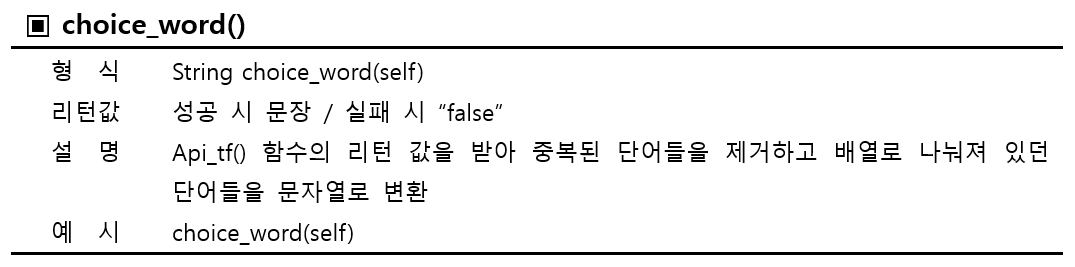 ▣ choice_word()
형 식 String choice_word(self)
리턴값 성공 시 문장 / 실패 시 “false”
설 명 Api_tf() 함수의 리턴 값을 받아 중복된 단어들을 제거하고 배열로 나눠져 있던
단어들을 문자열로 변환
예 시 choice_word(self)